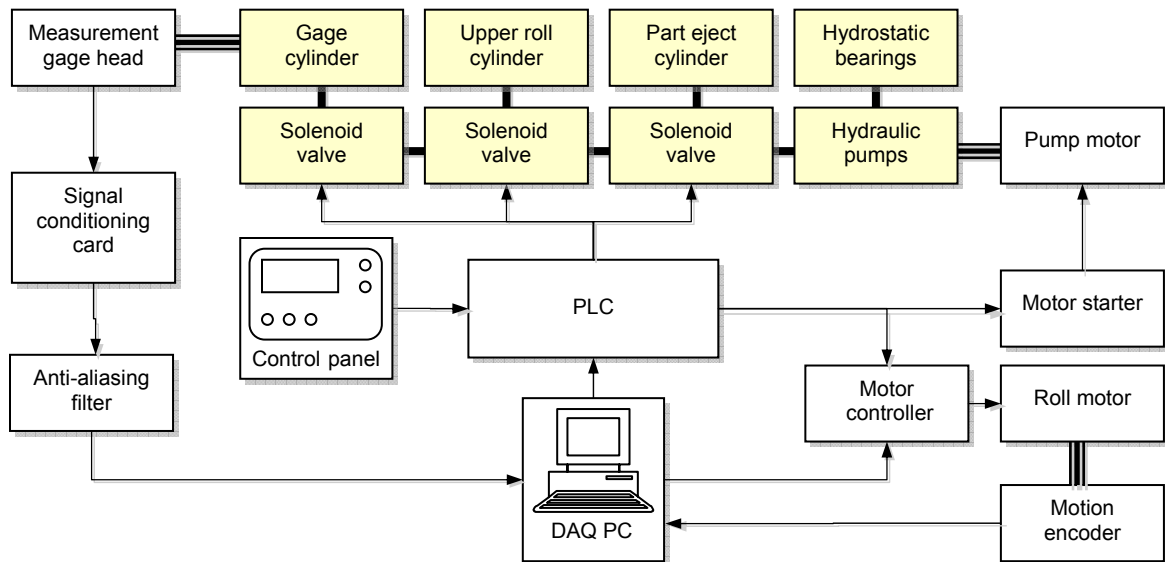 Measurement
gage head
Gage
cylinder
Upper roll
cylinder
Part eject
cylinder
Hydrostatic
bearings
Solenoid
valve
Solenoid
valve
Solenoid
valve
Hydraulic
pumps
Pump motor
Signal
conditioning
card
Control panel
PLC
Motor starter
Anti-aliasing
filter
Motor
controller
Roll motor
DAQ PC
Motion
encoder